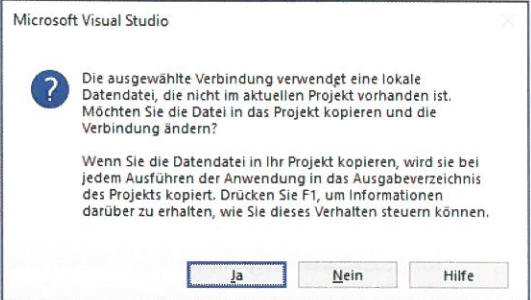 Microsoft Visual Studio
Die ausgewählte Verbindung verwendet eine lokale
Datendatei, die nicht im aktuellen Projekt vorhanden ist.
Möchten Sie die Datei in das Projekt kopieren und die
Verbindung ändern?
Wenn Sie die Datendatei in Ihr Projekt kopieren, wird sie bei
jedem Ausführen der Anwendung in das Ausgabeverzeichnis
des Projekts kopiert. Drücken Sie F1, um Informationen
darüber zu erhalten, wie Sie dieses Verhalten steuern können.
Ja Nein Hilfe